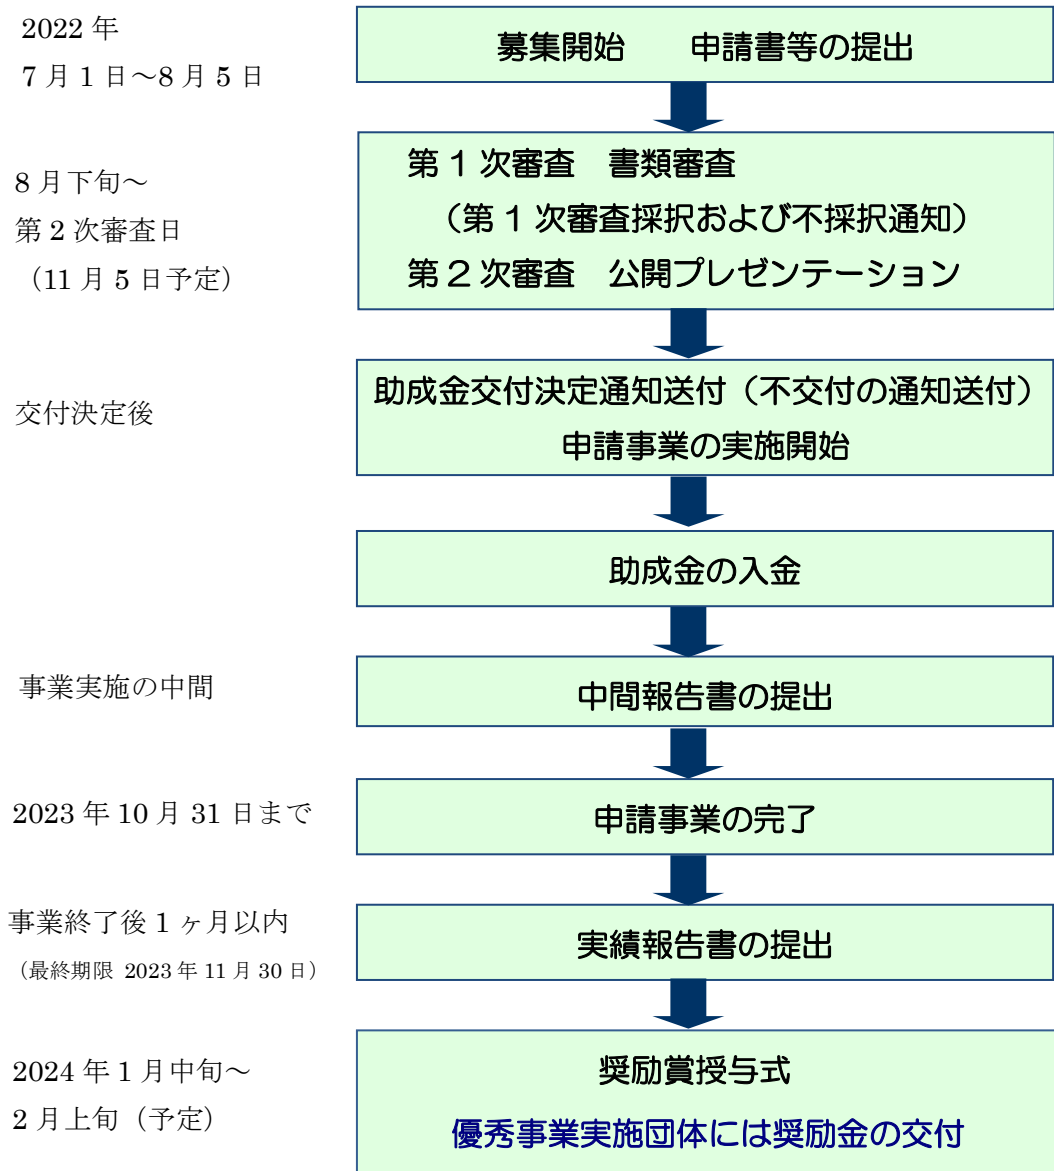 2022 年
7 月 1 日～8 月 5 日
募集開始　　申請書等の提出
8 月下旬～
第 2 次審査日
（11 月 5 日予定）
第 1 次審査　書類審査
（第 1 次審査採択および不採択通知）
第 2 次審査　公開プレゼンテーション
交付決定後
助成金交付決定通知送付（不交付の通知送付）
申請事業の実施開始
助成金の入金
事業実施の中間
中間報告書の提出
2023 年 10 月 31 日まで
申請事業の完了
事業終了後 1 ヶ月以内
（最終期限 2023 年 11 月 30 日）
実績報告書の提出
2024 年 1 月中旬～
2 月上旬（予定）
奨励賞授与式
優秀事業実施団体には奨励金の交付